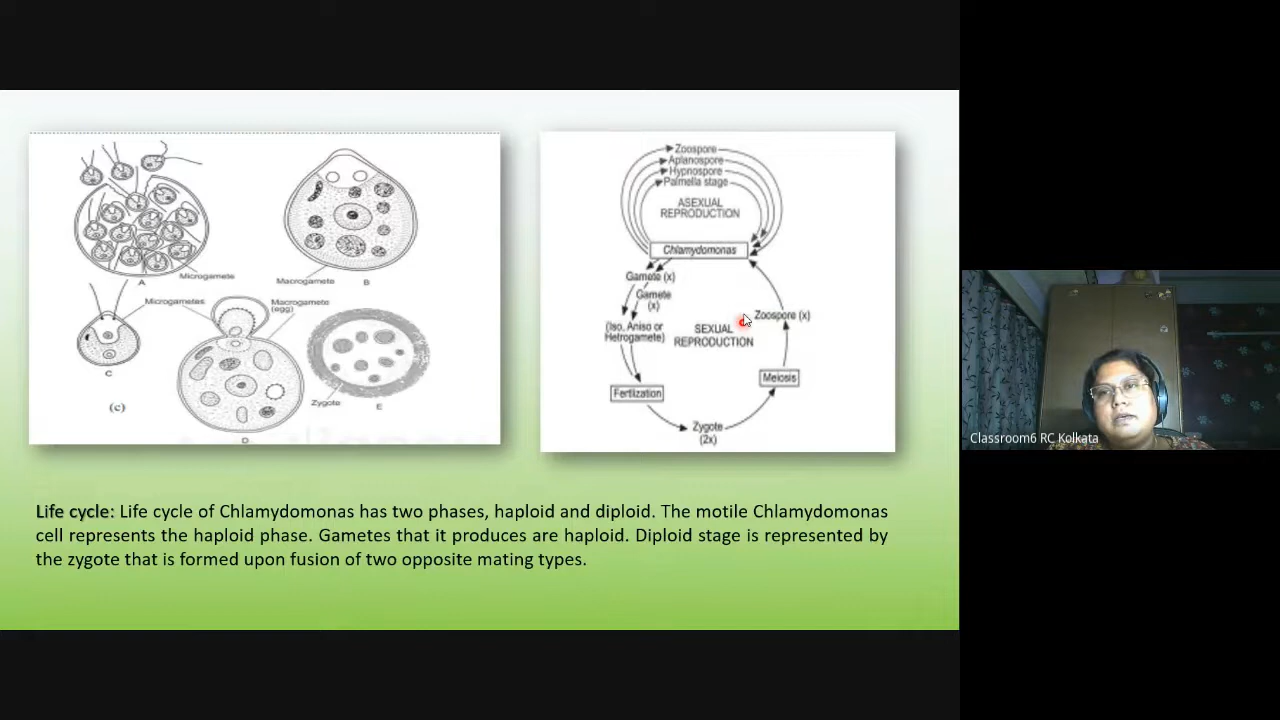 Microgamete
A
Macrogamete
B
Microgametes
Macrogamete
(egg)
C
(c)
Zygote
E
D
Zoospore
Aplanospore
Hypnospore
Palmella stage
ASEXUAL
REPRODUCTION
Chlamydomonas
Gamete (x)
Gamete
(x)
(Iso, Aniso or
Hetrogamete)
SEXUAL
REPRODUCTION
Zoospore (x)
Fertlization
Meiosis
Zygote
(2x)
Life cycle: Life cycle of Chlamydomonas has two phases, haploid and diploid. The motile Chlamydomonas
cell represents the haploid phase. Gametes that it produces are haploid. Diploid stage is represented by
the zygote that is formed upon fusion of two opposite mating types.
Classroom6 RC Kolkata